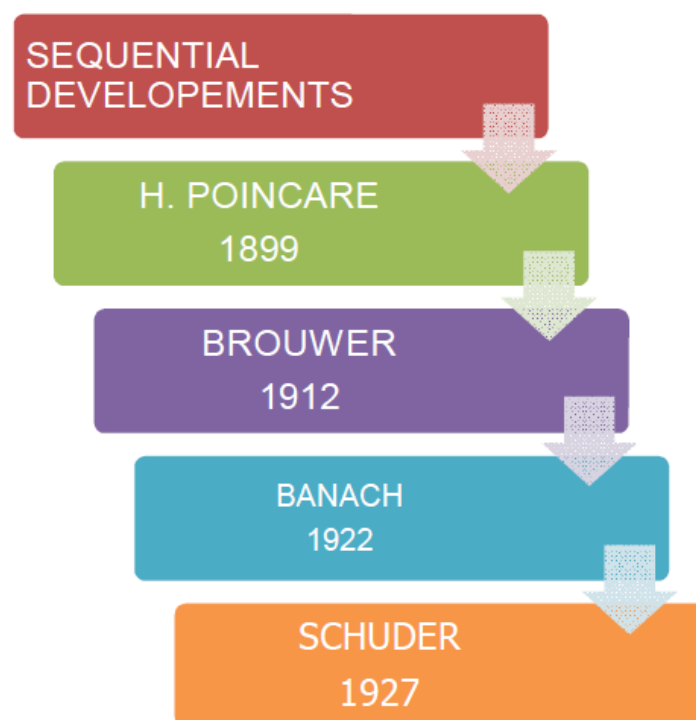 SEQUENTIAL
DEVELOPEMENTS
H. POINCARE
1899
BROUWER
1912
BANACH
1922
SCHUDER
1927